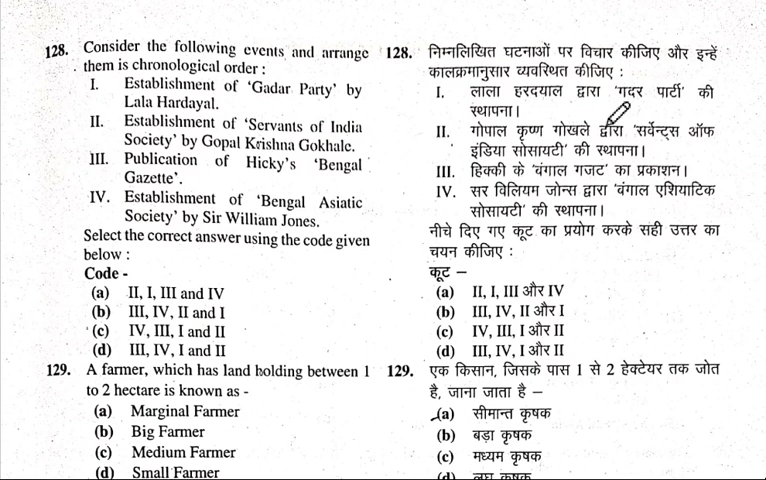 128. Consider the following events and arrange
them is chronological order :
I. Establishment of ‘Gadar Party’ by
Lala Hardayal.
II. Establishment of ‘Servants of India
Society’ by Gopal Krishna Gokhale.
III. Publication of Hicky’s ‘Bengal
Gazette’.
IV. Establishment of ‘Bengal Asiatic
Society’ by Sir William Jones.
Select the correct answer using the code given
below :
Code -
(a) II, I, III and IV
(b) III, IV, II and I
(c) IV, III, I and II
(d) III, IV, I and II
129. A farmer, which has land holding between 1
to 2 hectare is known as -
(a) Marginal Farmer
(b) Big Farmer
(c) Medium Farmer
(d) Small Farmer
128. निम्नलिखित घटनाओं पर विचार कीजिए और इन्हें
कालक्रमानुसार व्यवस्थित कीजिए :
I. लाला हरदयाल द्वारा ‘गदर पार्टी’ की
स्थापना।
II. गोपाल कृष्ण गोखले द्वारा ‘सर्वेन्ट्स ऑफ
इंडिया सोसायटी’ की स्थापना।
III. हिक्की के ‘बंगाल गजट’ का प्रकाशन।
IV. सर विलियम जोन्स द्वारा ‘बंगाल एशियाटिक
सोसायटी’ की स्थापना।
नीचे दिए गए कूट का प्रयोग करके सही उत्तर का
चयन कीजिए :
कूट –
(a) II, I, III और IV
(b) III, IV, II और I
(c) IV, III, I और II
(d) III, IV, I और II
129. एक किसान, जिसके पास 1 से 2 हेक्टेयर तक जोत
है, जाना जाता है –
(a) सीमान्त कृषक
(b) बड़ा कृषक
(c) मध्यम कृषक
(d) लघु कृषक